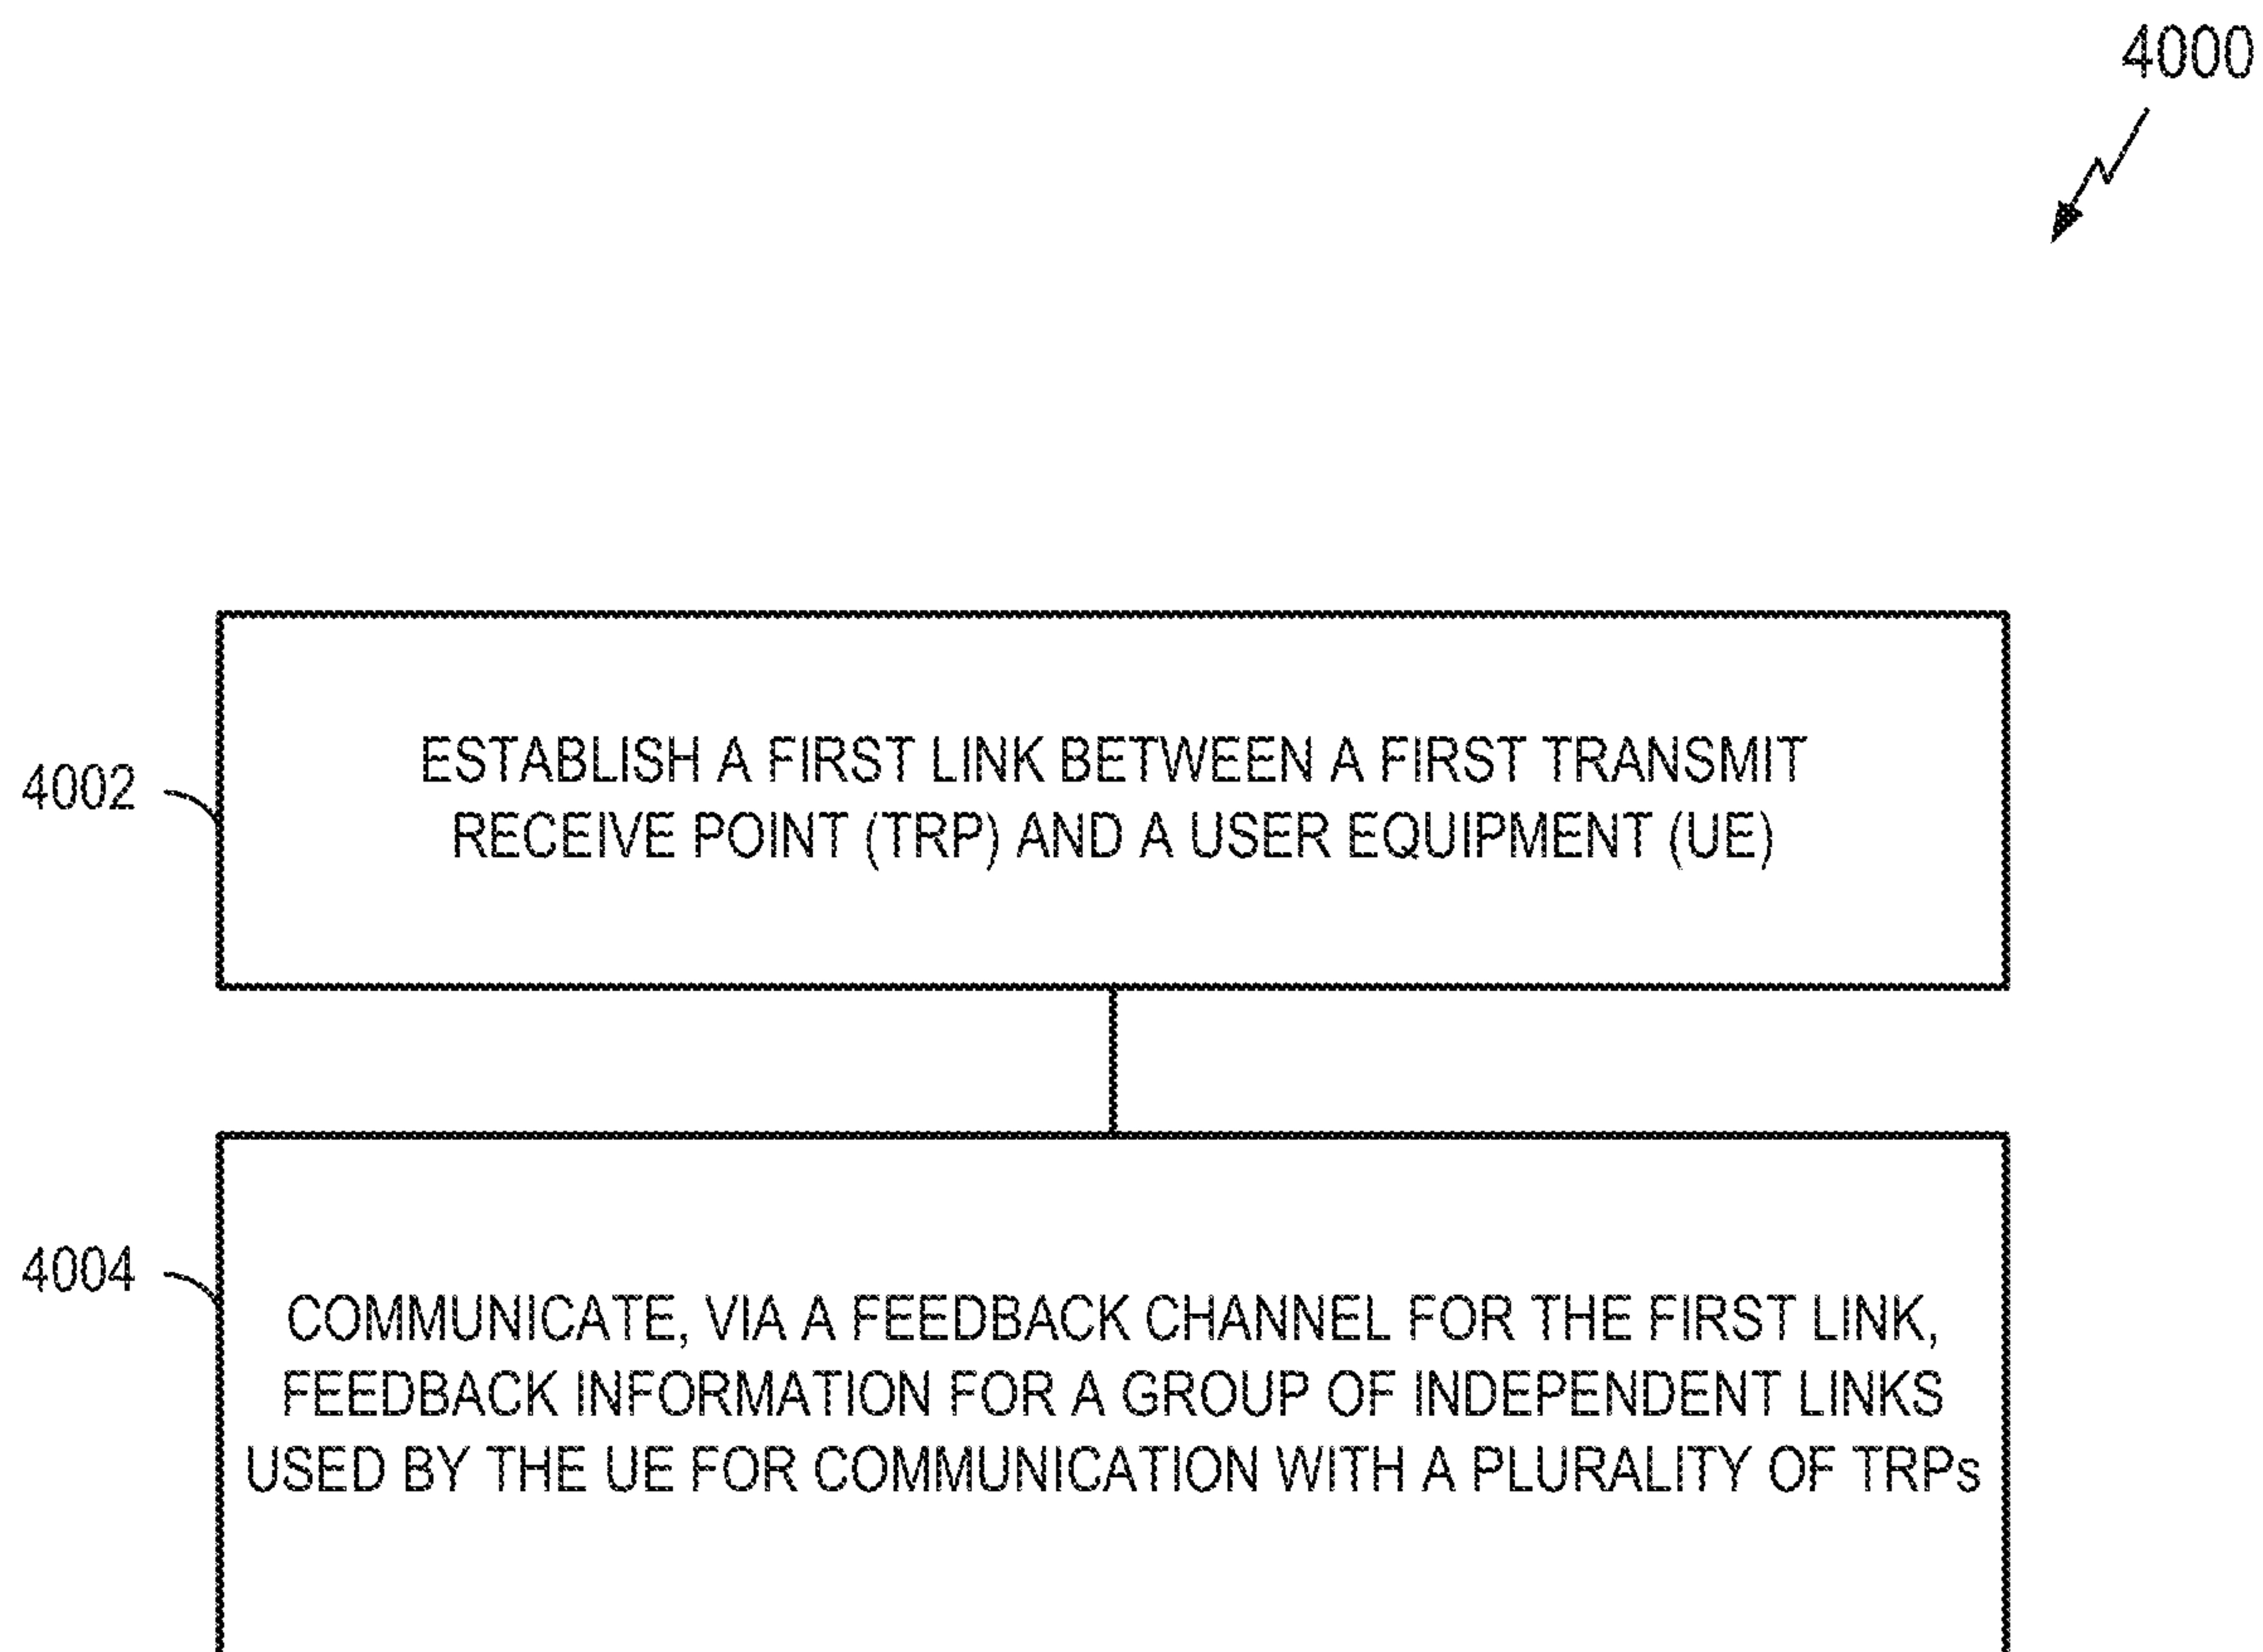 4000
4002
ESTABLISH A FIRST LINK BETWEEN A FIRST TRANSMIT
RECEIVE POINT (TRP) AND A USER EQUIPMENT (UE)
4004
COMMUNICATE, VIA A FEEDBACK CHANNEL FOR THE FIRST LINK,
FEEDBACK INFORMATION FOR A GROUP OF INDEPENDENT LINKS
USED BY THE UE FOR COMMUNICATION WITH A PLURALITY OF TRPs